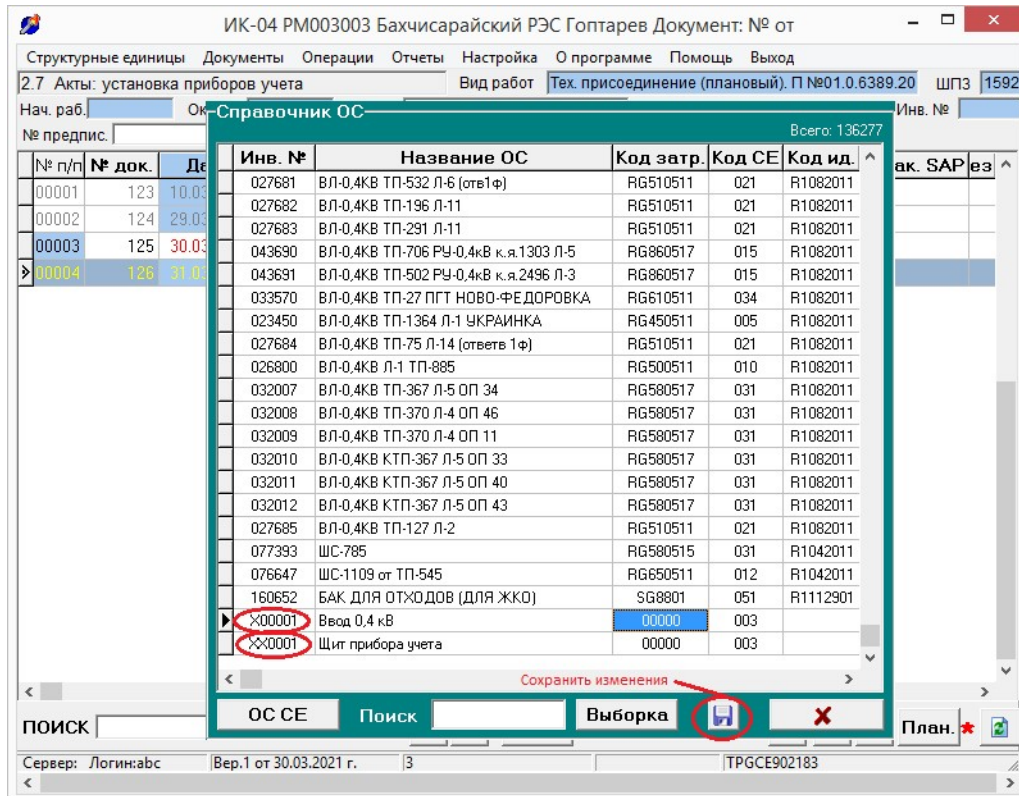 ИК-04 РМ003003 Бахчисарайский РЭС Гоптарев Документ: № от
Структурные единицы Документы Операции Отчеты Настройка О программе Помощь Выход
2.7 Акты: установка приборов учета Вид работ Тех. присоединение (плановый). П №01.0.6389.20 ШПЗ 1592
Нач. раб. Ок Инв. №
№ предпис.
Справочник ОС
Всего: 136277
№ п/п № док. Да ак. SAP ез
00001 123 10.03
00002 124 29.03
00003 125 30.03
00004 126 31.03
Инв. № Название ОС Код затр. Код СЕ Код ид.
027681 ВЛ-0,4КВ ТП-532 Л-6 (отв1ф) RG510511 021 R1082011
027682 ВЛ-0,4КВ ТП-196 Л-11 RG510511 021 R1082011
027683 ВЛ-0,4КВ ТП-291 Л-11 RG510511 021 R1082011
043690 ВЛ-0,4КВ ТП-706 РУ-0,4кВ к.я.1303 Л-5 RG860517 015 R1082011
043691 ВЛ-0,4КВ ТП-502 РУ-0,4кВ к.я.2496 Л-3 RG860517 015 R1082011
033570 ВЛ-0,4КВ ТП-27 ПГТ НОВО-ФЕДОРОВКА RG610511 034 R1082011
023450 ВЛ-0,4КВ ТП-1364 Л-1 УКРАИНКА RG450511 005 R1082011
027684 ВЛ-0,4КВ ТП-75 Л-14 (ответв 1ф) RG510511 021 R1082011
026800 ВЛ-0,4КВ Л-1 ТП-885 RG500511 010 R1082011
032007 ВЛ-0,4КВ ТП-367 Л-5 ОП 34 RG580517 031 R1082011
032008 ВЛ-0,4КВ ТП-370 Л-4 ОП 46 RG580517 031 R1082011
032009 ВЛ-0,4КВ ТП-370 Л-4 ОП 11 RG580517 031 R1082011
032010 ВЛ-0,4КВ КТП-367 Л-5 ОП 33 RG580517 031 R1082011
032011 ВЛ-0,4КВ КТП-367 Л-5 ОП 40 RG580517 031 R1082011
032012 ВЛ-0,4КВ КТП-367 Л-5 ОП 43 RG580517 031 R1082011
027685 ВЛ-0,4КВ ТП-127 Л-2 RG510511 021 R1082011
077393 ШС-785 RG580515 031 R1042011
076647 ШС-1109 от ТП-545 RG650511 012 R1042011
160652 БАК ДЛЯ ОТХОДОВ (ДЛЯ ЖКО) SG8801 051 R1112901
X00001 Ввод 0,4 кВ 00000 003
XX0001 Щит прибора учета 00000 003
Сохранить изменения
ОС СЕ Поиск Выборка
ПОИСК План.
Сервер: Логин:abc Вер.1 от 30.03.2021 г. 3 TPGCE902183